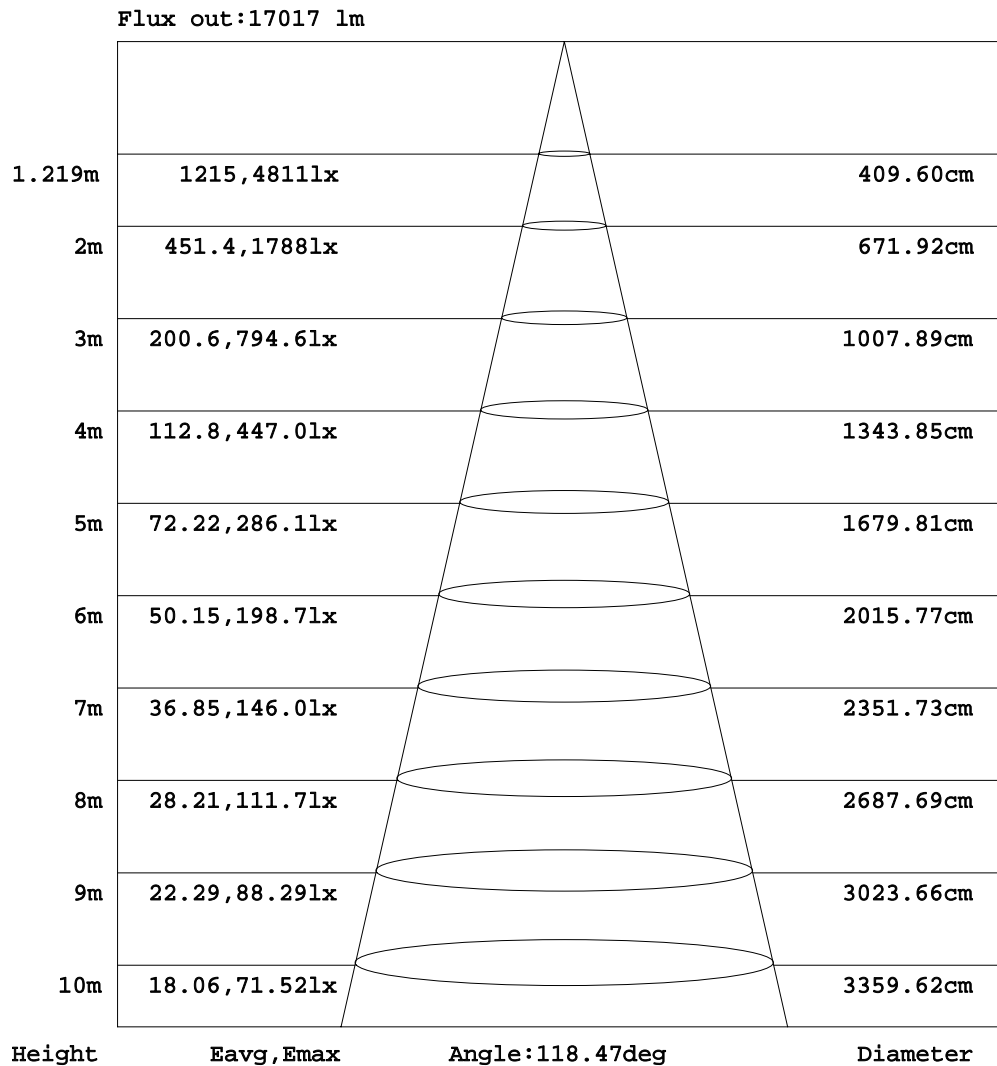 Flux out:17017 lm
1.219m 1215,4811lx 409.60cm
2m 451.4,1788lx 671.92cm
3m 200.6,794.6lx 1007.89cm
4m 112.8,447.0lx 1343.85cm
5m 72.22,286.1lx 1679.81cm
6m 50.15,198.7lx 2015.77cm
7m 36.85,146.0lx 2351.73cm
8m 28.21,111.7lx 2687.69cm
9m 22.29,88.29lx 3023.66cm
10m 18.06,71.52lx 3359.62cm
Height Eavg,Emax Angle:118.47deg Diameter